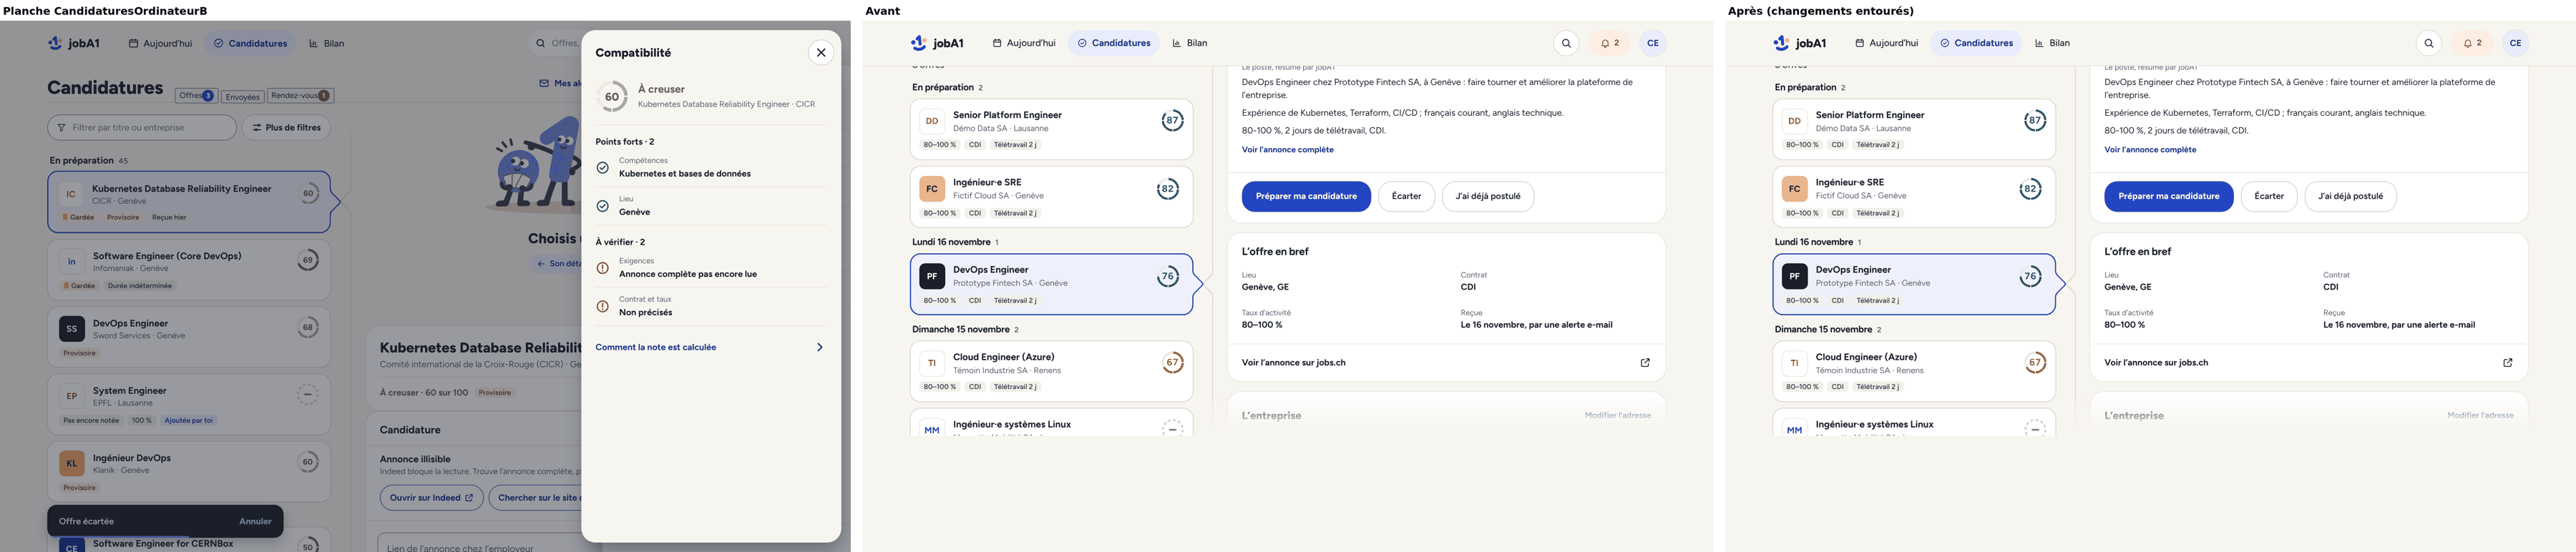 Planche CandidaturesOrdinateurB
jobA1
Aujourd'hui
Candidatures
Bilan
Offres,
Candidatures
Offres 3
Envoyées
Rendez-vous 1
Mes al
Filtrer par titre ou entreprise
Plus de filtres
En préparation 45
IC
Kubernetes Database Reliability Engineer
CICR · Genève
60
Gardée
Provisoire
Reçue hier
in
Software Engineer (Core DevOps)
Infomaniak · Genève
69
Gardée
Durée indéterminée
SS
DevOps Engineer
Sword Services · Genève
68
Provisoire
EP
System Engineer
EPFL · Lausanne
Pas encore notée
100 %
Ajoutée par toi
KL
Ingénieur DevOps
Klanik · Genève
60
Provisoire
Offre écartée
Annuler
CE
Software Engineer for CERNBox
50
Choisis
← Son déta
Kubernetes Database Reliabilit
Comité international de la Croix-Rouge (CICR) · Ge
À creuser · 60 sur 100
Provisoire
Candidature
Annonce illisible
Indeed bloque la lecture. Trouve l'annonce complète, p
Ouvrir sur Indeed
Chercher sur le site
Lien de l'annonce chez l'employeur
Compatibilité
60
À creuser
Kubernetes Database Reliability Engineer · CICR
Points forts · 2
Compétences
Kubernetes et bases de données
Lieu
Genève
À vérifier · 2
Exigences
Annonce complète pas encore lue
Contrat et taux
Non précisés
Comment la note est calculée
Avant
jobA1
Aujourd'hui
Candidatures
Bilan
2
CE
En préparation 2
DD
Senior Platform Engineer
Démo Data SA · Lausanne
87
80–100 %
CDI
Télétravail 2 j
FC
Ingénieur·e SRE
Fictif Cloud SA · Genève
82
80–100 %
CDI
Télétravail 2 j
Lundi 16 novembre 1
PF
DevOps Engineer
Prototype Fintech SA · Genève
76
80–100 %
CDI
Télétravail 2 j
Dimanche 15 novembre 2
TI
Cloud Engineer (Azure)
Témoin Industrie SA · Renens
67
80–100 %
CDI
Télétravail 2 j
MM
Ingénieur·e systèmes Linux
Le poste, résumé par jobA1
DevOps Engineer chez Prototype Fintech SA, à Genève : faire tourner et améliorer la plateforme de
l'entreprise.
Expérience de Kubernetes, Terraform, CI/CD ; français courant, anglais technique.
80-100 %, 2 jours de télétravail, CDI.
Voir l'annonce complète
Préparer ma candidature
Écarter
J'ai déjà postulé
L'offre en bref
Lieu
Genève, GE
Contrat
CDI
Taux d'activité
80–100 %
Reçue
Le 16 novembre, par une alerte e-mail
Voir l'annonce sur jobs.ch
L'entreprise
Modifier l'adresse
Après (changements entourés)
jobA1
Aujourd'hui
Candidatures
Bilan
2
CE
En préparation 2
DD
Senior Platform Engineer
Démo Data SA · Lausanne
87
80–100 %
CDI
Télétravail 2 j
FC
Ingénieur·e SRE
Fictif Cloud SA · Genève
82
80–100 %
CDI
Télétravail 2 j
Lundi 16 novembre 1
PF
DevOps Engineer
Prototype Fintech SA · Genève
76
80–100 %
CDI
Télétravail 2 j
Dimanche 15 novembre 2
TI
Cloud Engineer (Azure)
Témoin Industrie SA · Renens
67
80–100 %
CDI
Télétravail 2 j
MM
Ingénieur·e systèmes Linux
Le poste, résumé par jobA1
DevOps Engineer chez Prototype Fintech SA, à Genève : faire tourner et améliorer la plateforme de
l'entreprise.
Expérience de Kubernetes, Terraform, CI/CD ; français courant, anglais technique.
80-100 %, 2 jours de télétravail, CDI.
Voir l'annonce complète
Préparer ma candidature
Écarter
J'ai déjà postulé
L'offre en bref
Lieu
Genève, GE
Contrat
CDI
Taux d'activité
80–100 %
Reçue
Le 16 novembre, par une alerte e-mail
Voir l'annonce sur jobs.ch
L'entreprise
Modifier l'adresse